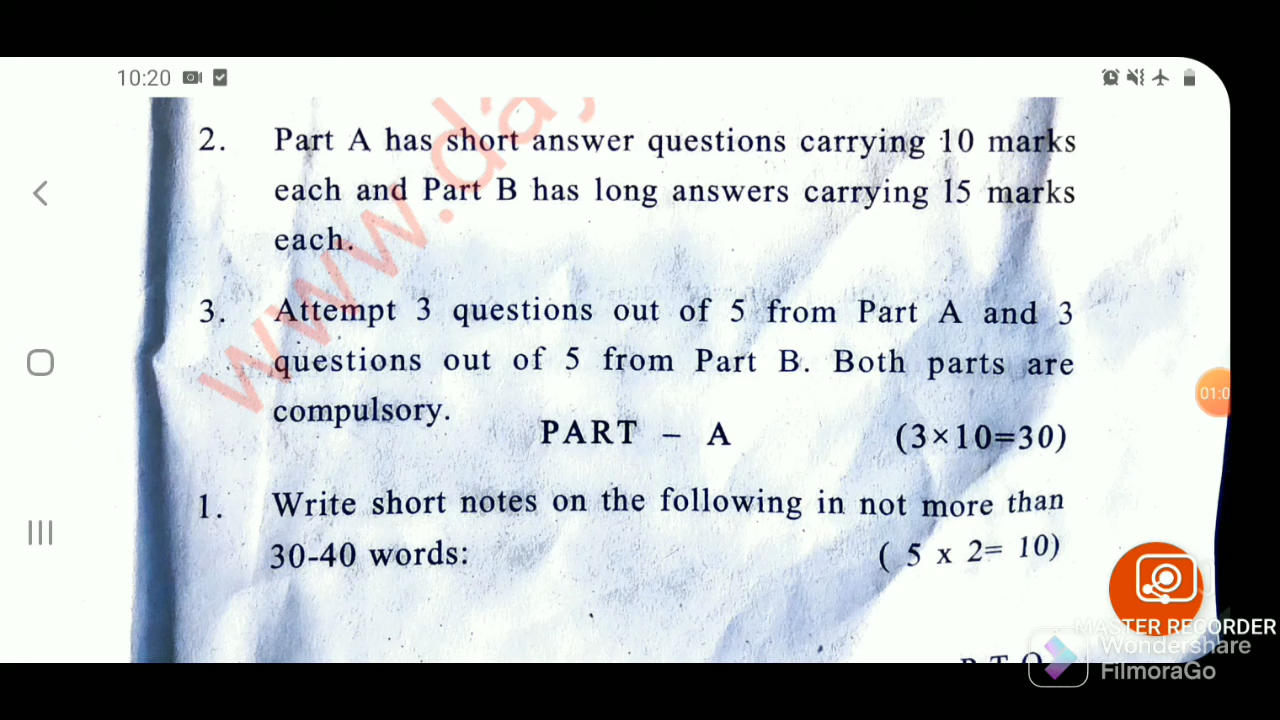 10:20
2. Part A has short answer questions carrying 10 marks
each and Part B has long answers carrying 15 marks
each.
3. Attempt 3 questions out of 5 from Part A and 3
questions out of 5 from Part B. Both parts are
compulsory.
PART – A (3×10=30)
1. Write short notes on the following in not more than
30-40 words: ( 5 x 2= 10)
www.da
01:0
MASTER RECORDER
Wondershare
FilmoraGo